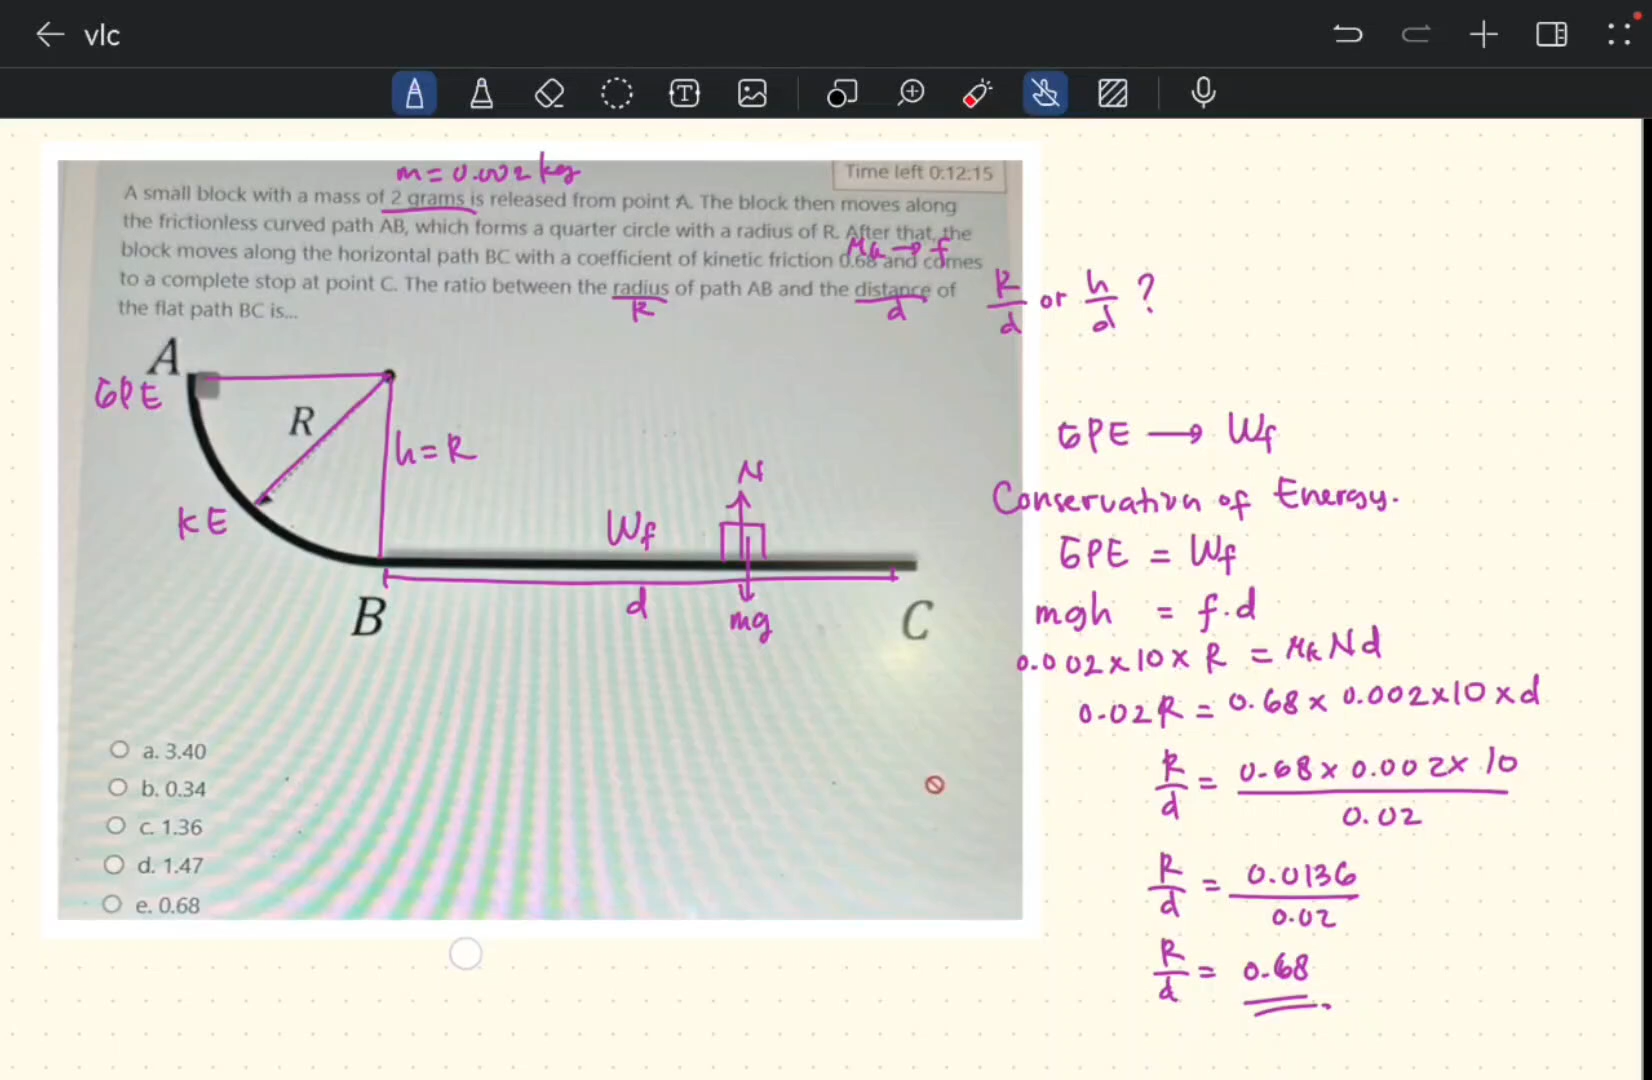 vlc
m = 0.002 kg
Time left 0:12:15
A small block with a mass of 2 grams is released from point A. The block then moves along
the frictionless curved path AB, which forms a quarter circle with a radius of R. After that, the
μk → f
block moves along the horizontal path BC with a coefficient of kinetic friction 0.68 and comes
to a complete stop at point C. The ratio between the radius of path AB and the distance of
R
d
R/d or h/d ?
the flat path BC is...
A
GPE
R
h = R
KE
Wf
N
d
mg
B
C
a. 3.40
b. 0.34
c. 1.36
d. 1.47
e. 0.68
GPE → Wf
Conservation of Energy.
GPE = Wf
mgh = f.d
0.002 x 10 x R = μk N d
0.02 R = 0.68 x 0.002 x 10 x d
R/d = 0.68 x 0.002 x 10 / 0.02
R/d = 0.0136 / 0.02
R/d = 0.68